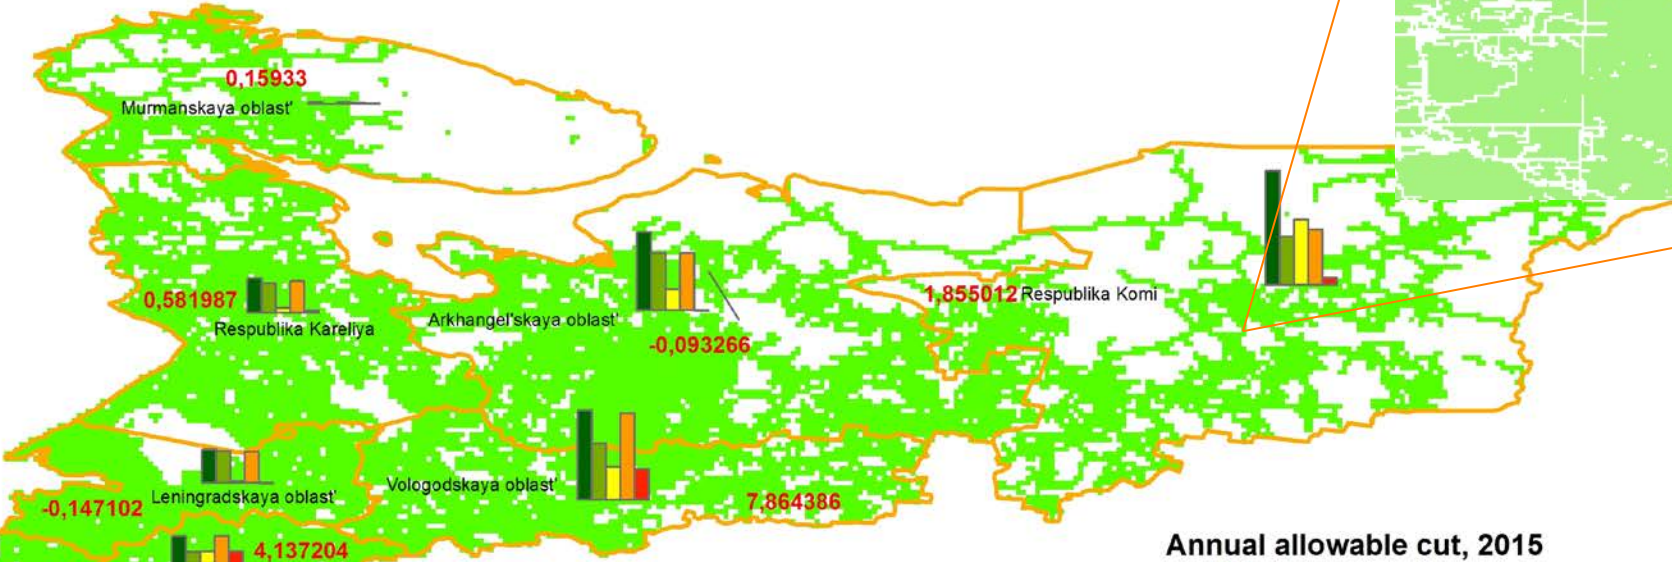 0,15933
Murmanskaya oblast'
0,581987
Respublika Kareliya
Arkhangel'skaya oblast'
-0,093266
1,855012 Respublika Komi
Leningradskaya oblast'
-0,147102
Vologodskaya oblast'
7,864386
4,137204
Annual allowable cut, 2015